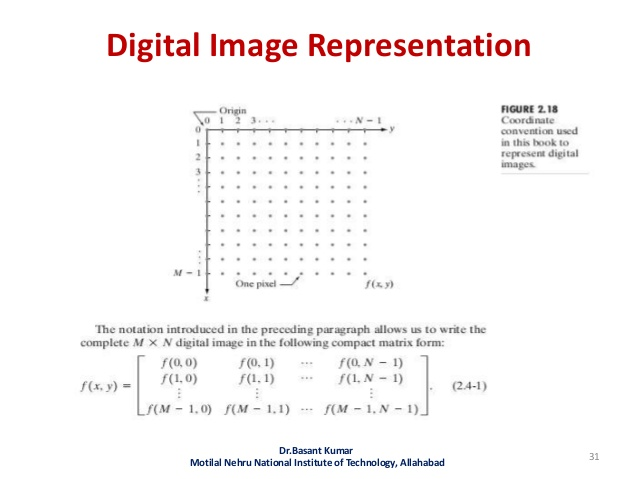 Digital Image Representation
Origin
0 1 2 3 · · · · · · N − 1
y
0
1
2
3
⋮
⋮
M − 1
One pixel
f(x, y)
x
FIGURE 2.18
Coordinate
convention used
in this book to
represent digital
images.
The notation introduced in the preceding paragraph allows us to write the
complete M × N digital image in the following compact matrix form:
f(0, 0) f(0, 1) ⋯ f(0, N − 1)
f(1, 0) f(1, 1) ⋯ f(1, N − 1)
f(x, y) = ⋮ ⋮ ⋮ . (2.4-1)
f(M − 1, 0) f(M − 1, 1) ⋯ f(M − 1, N − 1)
Dr.Basant Kumar
Motilal Nehru National Institute of Technology, Allahabad
31